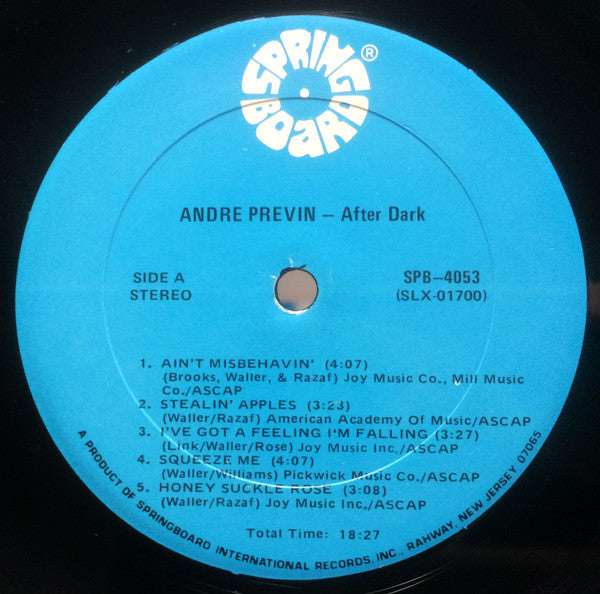 SPRING
BOARD®
ANDRE PREVIN – After Dark
SIDE A
STEREO
SPB–4053
(SLX-01700)
1. AIN'T MISBEHAVIN' (4:07)
(Brooks, Waller, & Razaf) Joy Music Co., Mill Music
Co./ASCAP
2. STEALIN' APPLES (3:23)
(Waller/Razaf) American Academy Of Music/ASCAP
3. I'VE GOT A FEELING I'M FALLING (3:27)
(Link/Waller/Rose) Joy Music Inc./ASCAP
4. SQUEEZE ME (4:07)
(Waller/Williams) Pickwick Music Co./ASCAP
5. HONEY SUCKLE ROSE (3:08)
(Waller/Razaf) Joy Music Inc./ASCAP
Total Time: 18:27
A PRODUCT OF SPRINGBOARD INTERNATIONAL RECORDS, INC., RAHWAY, NEW JERSEY 07065